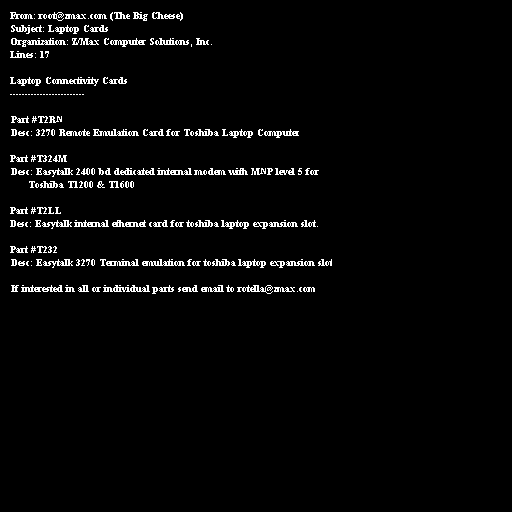 From: root@zmax.com (The Big Cheese)
Subject: Laptop Cards
Organization: Z/Max Computer Solutions, Inc.
Lines: 17

Laptop Connectivity Cards
-------------------------

Part #T2RN
Desc: 3270 Remote Emulation Card for Toshiba Laptop Computer

Part #T324M
Desc: Easytalk 2400 bd dedicated internal modem with MNP level 5 for
Toshiba T1200 & T1600

Part #T2LL
Desc: Easytalk internal ethernet card for toshiba laptop expansion slot.

Part #T232
Desc: Easytalk 3270 Terminal emulation for toshiba laptop expansion slot

If interested in all or individual parts send email to rotella@zmax.com